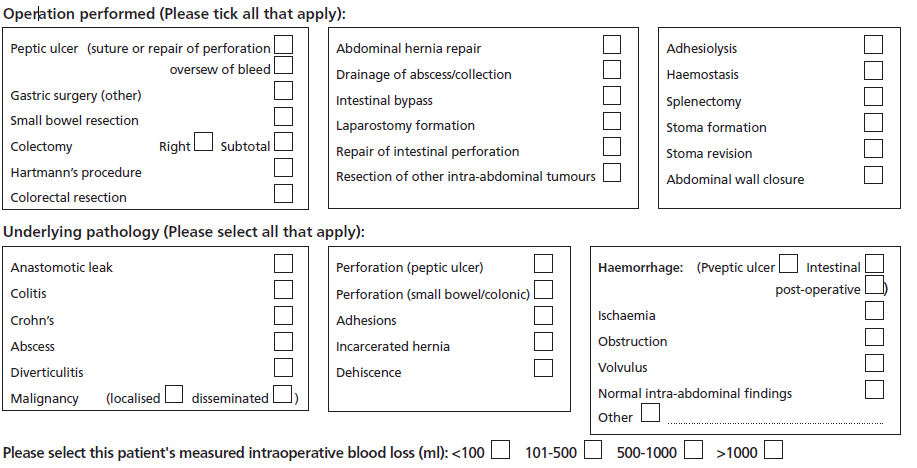 Operation performed (Please tick all that apply):
Peptic ulcer (suture or repair of perforation
oversew of bleed
Gastric surgery (other)
Small bowel resection
Colectomy Right Subtotal
Hartmann's procedure
Colorectal resection
Abdominal hernia repair
Drainage of abscess/collection
Intestinal bypass
Laparostomy formation
Repair of intestinal perforation
Resection of other intra-abdominal tumours
Adhesiolysis
Haemostasis
Splenectomy
Stoma formation
Stoma revision
Abdominal wall closure
Underlying pathology (Please select all that apply):
Anastomotic leak
Colitis
Crohn's
Abscess
Diverticulitis
Malignancy (localised disseminated )
Perforation (peptic ulcer)
Perforation (small bowel/colonic)
Adhesions
Incarcerated hernia
Dehiscence
Haemorrhage: (Pveptic ulcer Intestinal
post-operative )
Ischaemia
Obstruction
Volvulus
Normal intra-abdominal findings
Other
Please select this patient's measured intraoperative blood loss (ml): <100 101-500 500-1000 >1000